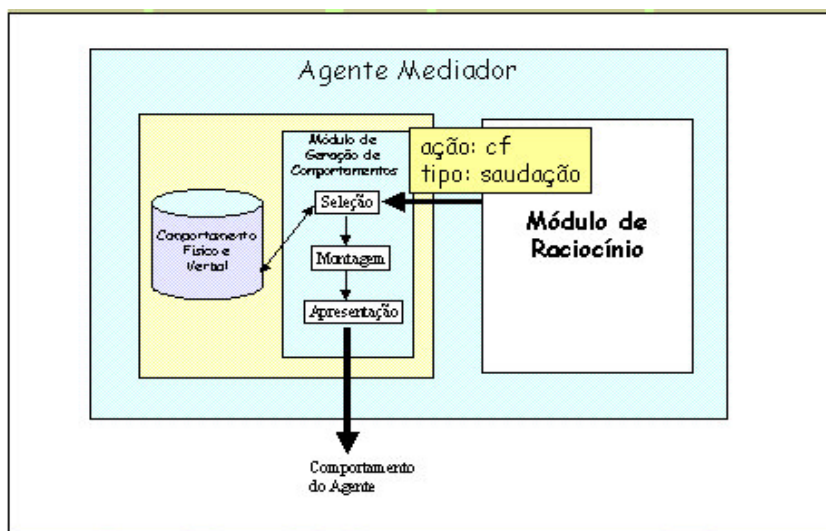 Agente Mediador
Módulo de
Geração de
Comportamentos
ação: cf
tipo: saudação
Seleção
Comportamento
Físico e
Verbal
Montagem
Apresentação
Módulo de
Raciocínio
Comportamento
do Agente